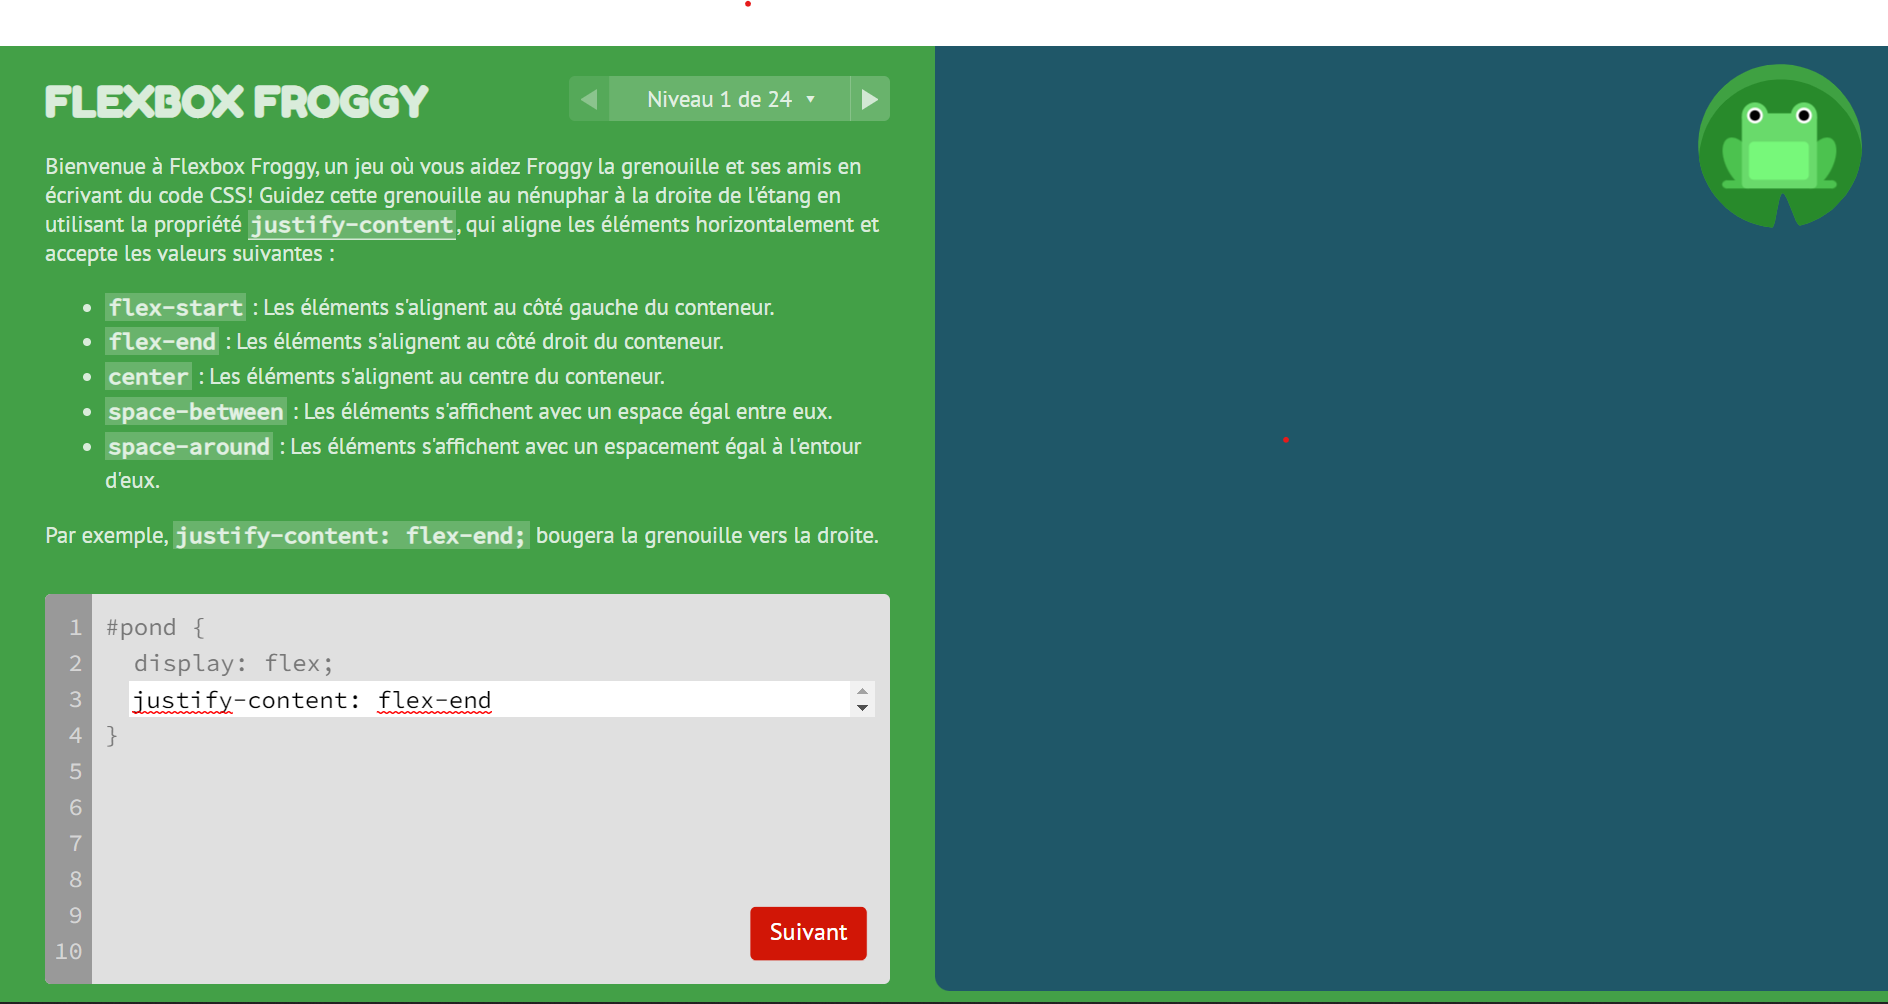 FLEXBOX FROGGY
Niveau 1 de 24
Bienvenue à Flexbox Froggy, un jeu où vous aidez Froggy la grenouille et ses amis en
écrivant du code CSS! Guidez cette grenouille au nénuphar à la droite de l'étang en
utilisant la propriété justify-content, qui aligne les éléments horizontalement et
accepte les valeurs suivantes :
flex-start : Les éléments s'alignent au côté gauche du conteneur.
flex-end : Les éléments s'alignent au côté droit du conteneur.
center : Les éléments s'alignent au centre du conteneur.
space-between : Les éléments s'affichent avec un espace égal entre eux.
space-around : Les éléments s'affichent avec un espacement égal à l'entour
d'eux.
Par exemple, justify-content: flex-end; bougera la grenouille vers la droite.
1 #pond {
2 display: flex;
3 justify-content: flex-end
4 }
5
6
7
8
9
10
Suivant